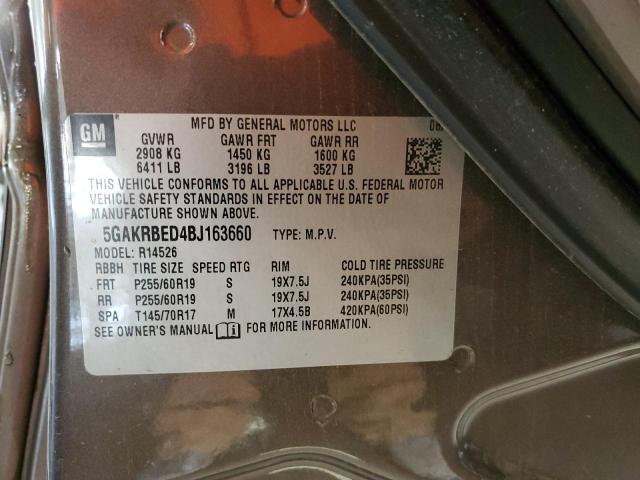 GM
MFD BY GENERAL MOTORS LLC
GVWR GAWR FRT GAWR RR
2908 KG 1450 KG 1600 KG
6411 LB 3196 LB 3527 LB
THIS VEHICLE CONFORMS TO ALL APPLICABLE U.S. FEDERAL MOTOR
VEHICLE SAFETY STANDARDS IN EFFECT ON THE DATE OF
MANUFACTURE SHOWN ABOVE.
5GAKRBED4BJ163660 TYPE: M.P.V.
MODEL: R14526
RBBH TIRE SIZE SPEED RTG RIM COLD TIRE PRESSURE
FRT P255/60R19 S 19X7.5J 240KPA(35PSI)
RR P255/60R19 S 19X7.5J 240KPA(35PSI)
SPA T145/70R17 M 17X4.5B 420KPA(60PSI)
SEE OWNER'S MANUAL FOR MORE INFORMATION.